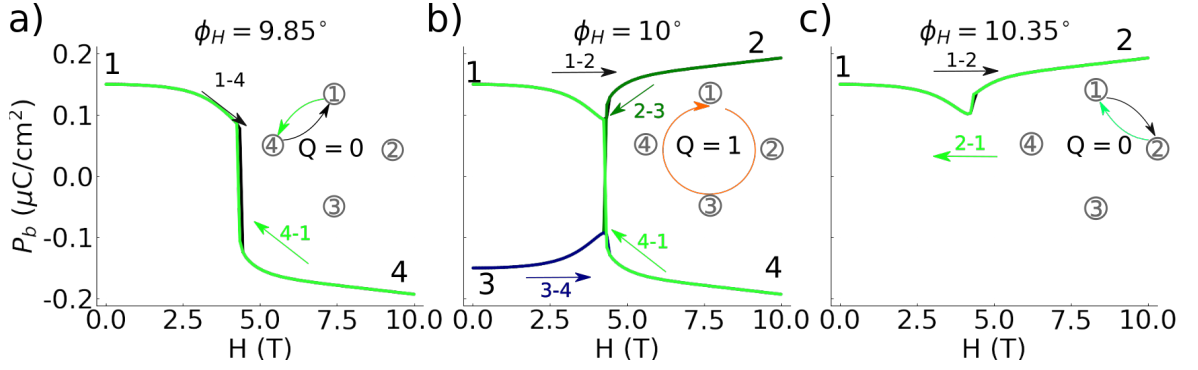 a)
ϕ_H = 9.85°
P_b (μC/cm²)
0.2
0.1
0.0
-0.1
-0.2
1
1-4
①
④
Q = 0
②
③
4-1
4
0.0 2.5 5.0 7.5 10.0
H (T)
b)
ϕ_H = 10°
1
1-2
2
2-3
①
④
Q = 1
②
③
4-1
3
3-4
4
0.0 2.5 5.0 7.5 10.0
H (T)
c)
ϕ_H = 10.35°
1
1-2
2
①
④
Q = 0
②
2-1
③
0.0 2.5 5.0 7.5 10.0
H (T)